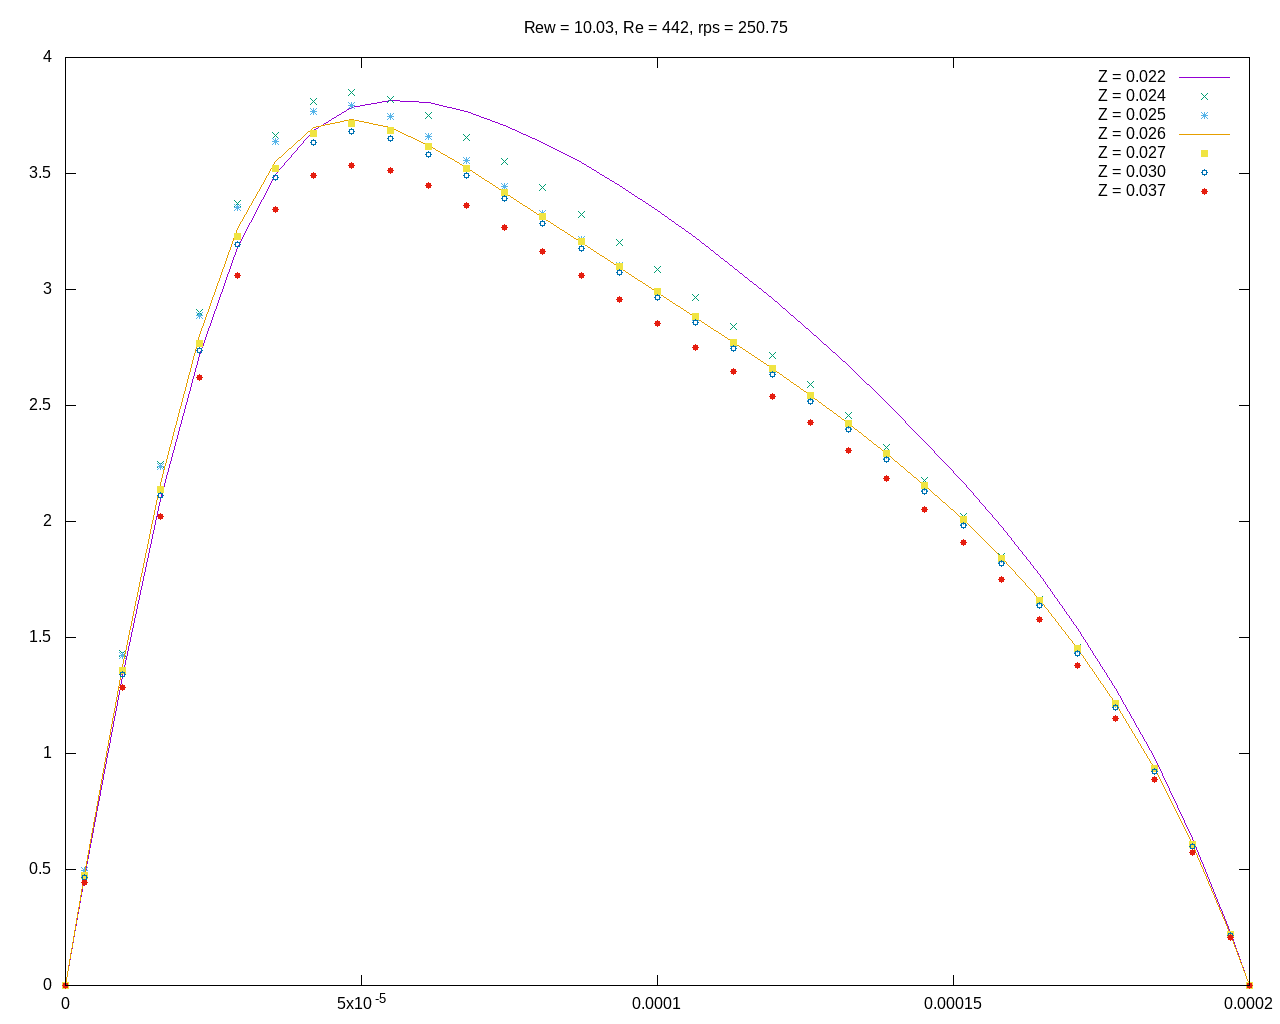 Rew = 10.03, Re = 442, rps = 250.75
4
3.5
3
2.5
2
1.5
1
0.5
0
Z = 0.022
Z = 0.024
Z = 0.025
Z = 0.026
Z = 0.027
Z = 0.030
Z = 0.037
0 5x10⁻⁵ 0.0001 0.00015 0.0002